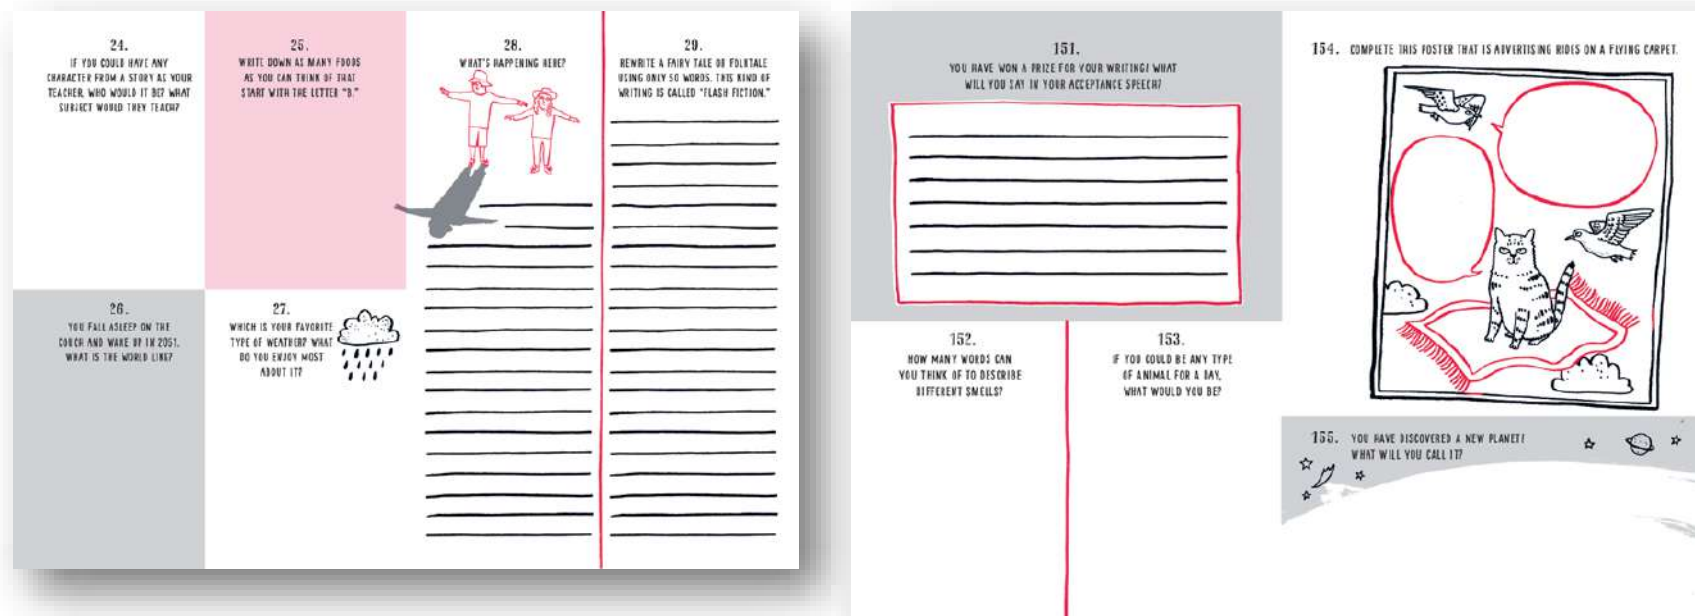 24.
IF YOU COULD HAVE ANY
CHARACTER FROM A STORY AS YOUR
TEACHER, WHO WOULD IT BE? WHAT
SUBJECT WOULD THEY TEACH?
25.
WRITE DOWN AS MANY FOODS
AS YOU CAN THINK OF THAT
START WITH THE LETTER "B."
26.
YOU FALL ASLEEP ON THE
COUCH AND WAKE UP IN 2051.
WHAT IS THE WORLD LIKE?
27.
WHICH IS YOUR FAVORITE
TYPE OF WEATHER? WHAT
DO YOU ENJOY MOST
ABOUT IT?
28.
WHAT'S HAPPENING HERE?
29.
REWRITE A FAIRY TALE OR FOLKTALE
USING ONLY 50 WORDS. THIS KIND OF
WRITING IS CALLED "FLASH FICTION."
151.
YOU HAVE WON A PRIZE FOR YOUR WRITING! WHAT
WILL YOU SAY IN YOUR ACCEPTANCE SPEECH?
152.
HOW MANY WORDS CAN
YOU THINK OF TO DESCRIBE
DIFFERENT SMELLS?
153.
IF YOU COULD BE ANY TYPE
OF ANIMAL FOR A DAY,
WHAT WOULD YOU BE?
154. COMPLETE THIS POSTER THAT IS ADVERTISING RIDES ON A FLYING CARPET.
155. YOU HAVE DISCOVERED A NEW PLANET!
WHAT WILL YOU CALL IT?